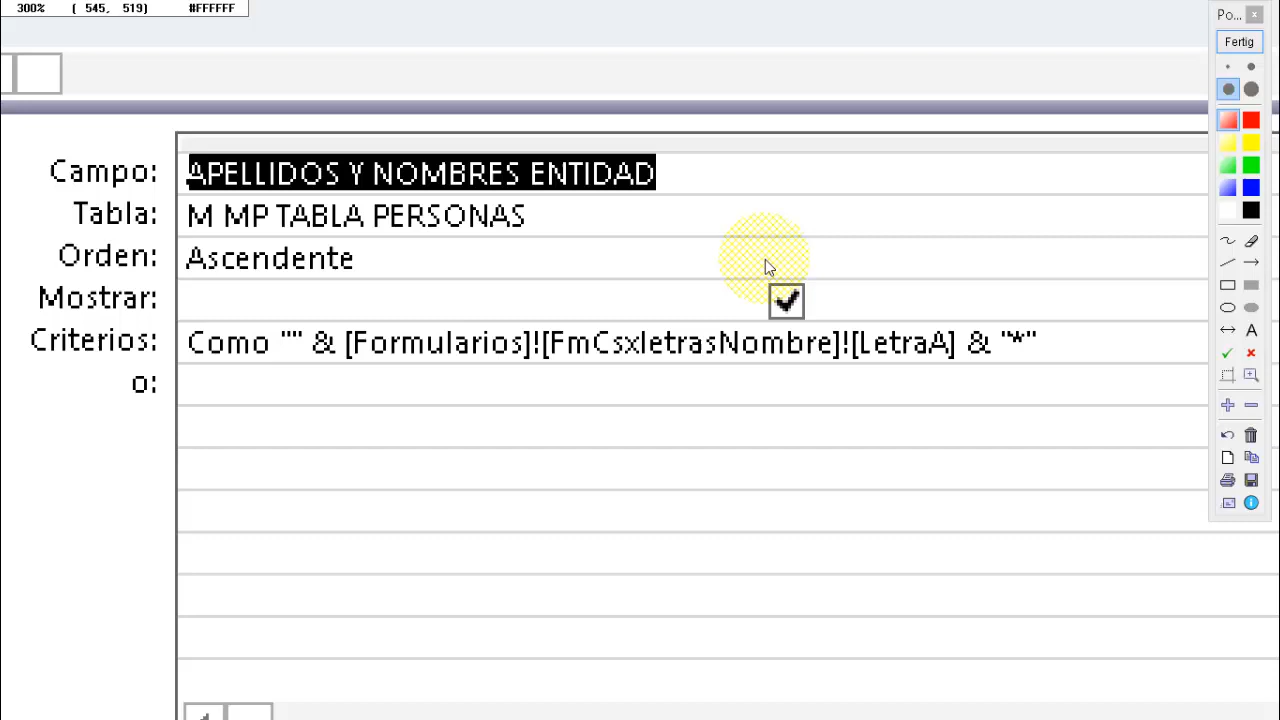 300% ( 545, 519) #FFFFFF
Po...
Fertig
Campo: APELLIDOS Y NOMBRES ENTIDAD
Tabla: M MP TABLA PERSONAS
Orden: Ascendente
Mostrar:
Criterios: Como "" & [Formularios]![FmCsxletrasNombre]![LetraA] & "*"
o:
A